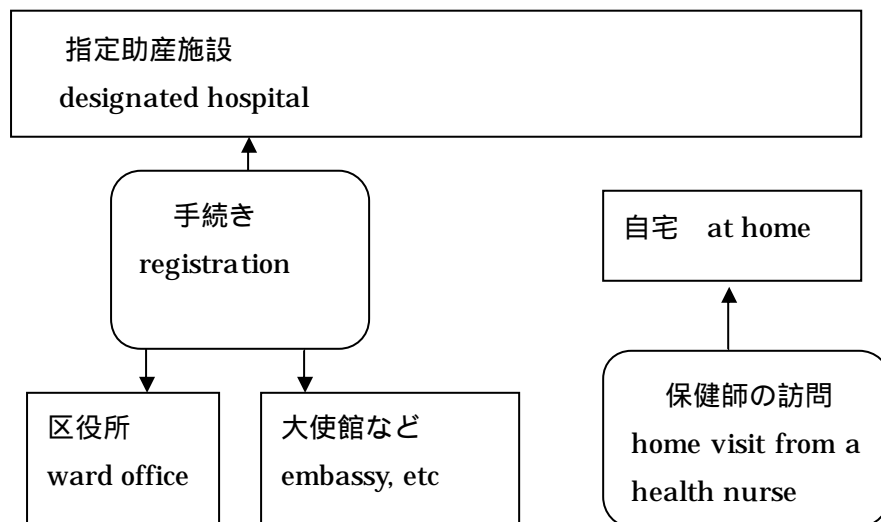 指定助産施設
designated hospital
手続き
registration
自宅　at home
区役所
ward office
大使館など
embassy, etc
保健師の訪問
home visit from a
health nurse